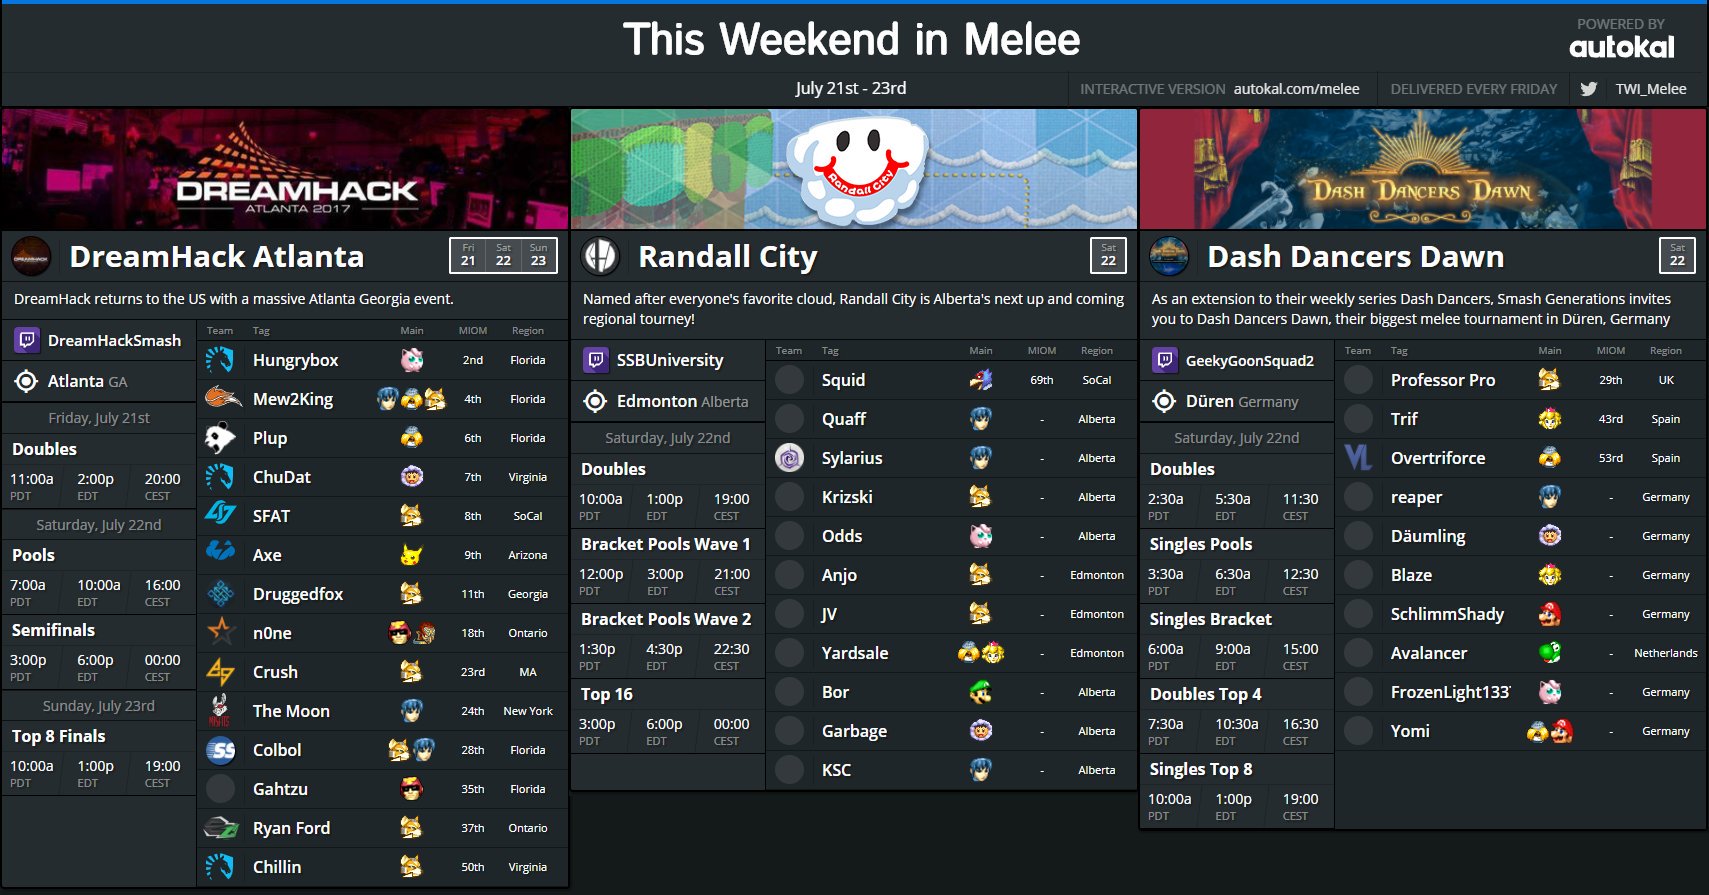 This Weekend in Melee
POWERED BY
autokal
July 21st - 23rd
INTERACTIVE VERSION autokal.com/melee
DELIVERED EVERY FRIDAY
TWI_Melee
DREAMHACK
ATLANTA 2017
DreamHack Atlanta
Fri 21 Sat 22 Sun 23
DreamHack returns to the US with a massive Atlanta Georgia event.
DreamHackSmash
Atlanta GA
Friday, July 21st
Doubles
11:00a 2:00p 20:00
PDT EDT CEST
Saturday, July 22nd
Pools
7:00a 10:00a 16:00
PDT EDT CEST
Semifinals
3:00p 6:00p 00:00
PDT EDT CEST
Sunday, July 23rd
Top 8 Finals
10:00a 1:00p 19:00
PDT EDT CEST
Team Tag Main MIOM Region
Hungrybox 2nd Florida
Mew2King 4th Florida
Plup 6th Florida
ChuDat 7th Virginia
SFAT 8th SoCal
Axe 9th Arizona
Druggedfox 11th Georgia
n0ne 18th Ontario
Crush 23rd MA
MISFITS The Moon 24th New York
SS Colbol 28th Florida
Gahtzu 35th Florida
Ryan Ford 37th Ontario
Chillin 50th Virginia
Randall City
Randall City
Sat 22
Named after everyone's favorite cloud, Randall City is Alberta's next up and coming
regional tourney!
SSBUniversity
Edmonton Alberta
Saturday, July 22nd
Doubles
10:00a 1:00p 19:00
PDT EDT CEST
Bracket Pools Wave 1
12:00p 3:00p 21:00
PDT EDT CEST
Bracket Pools Wave 2
1:30p 4:30p 22:30
PDT EDT CEST
Top 16
3:00p 6:00p 00:00
PDT EDT CEST
Team Tag Main MIOM Region
Squid 69th SoCal
Quaff - Alberta
Sylarius - Alberta
Krizski - Alberta
Odds - Alberta
Anjo - Edmonton
JV - Edmonton
Yardsale - Edmonton
Bor - Alberta
Garbage - Alberta
KSC - Alberta
DASH DANCERS DAWN
Dash Dancers Dawn
Sat 22
As an extension to their weekly series Dash Dancers, Smash Generations invites
you to Dash Dancers Dawn, their biggest melee tournament in Düren, Germany
GeekyGoonSquad2
Düren Germany
Saturday, July 22nd
Doubles
2:30a 5:30a 11:30
PDT EDT CEST
Singles Pools
3:30a 6:30a 12:30
PDT EDT CEST
Singles Bracket
6:00a 9:00a 15:00
PDT EDT CEST
Doubles Top 4
7:30a 10:30a 16:30
PDT EDT CEST
Singles Top 8
10:00a 1:00p 19:00
PDT EDT CEST
Team Tag Main MIOM Region
Professor Pro 29th UK
Trif 43rd Spain
VL Overtriforce 53rd Spain
reaper - Germany
Däumling - Germany
Blaze - Germany
SchlimmShady - Germany
Avalancer - Netherlands
FrozenLight133 - Germany
Yomi - Germany